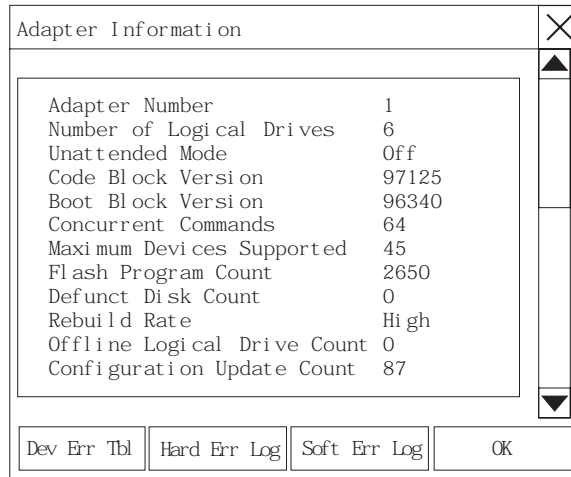 Adapter Information
Adapter Number 1
Number of Logical Drives 6
Unattended Mode Off
Code Block Version 97125
Boot Block Version 96340
Concurrent Commands 64
Maximum Devices Supported 45
Flash Program Count 2650
Defunct Disk Count 0
Rebuild Rate High
Offline Logical Drive Count 0
Configuration Update Count 87
Dev Err Tbl Hard Err Log Soft Err Log OK